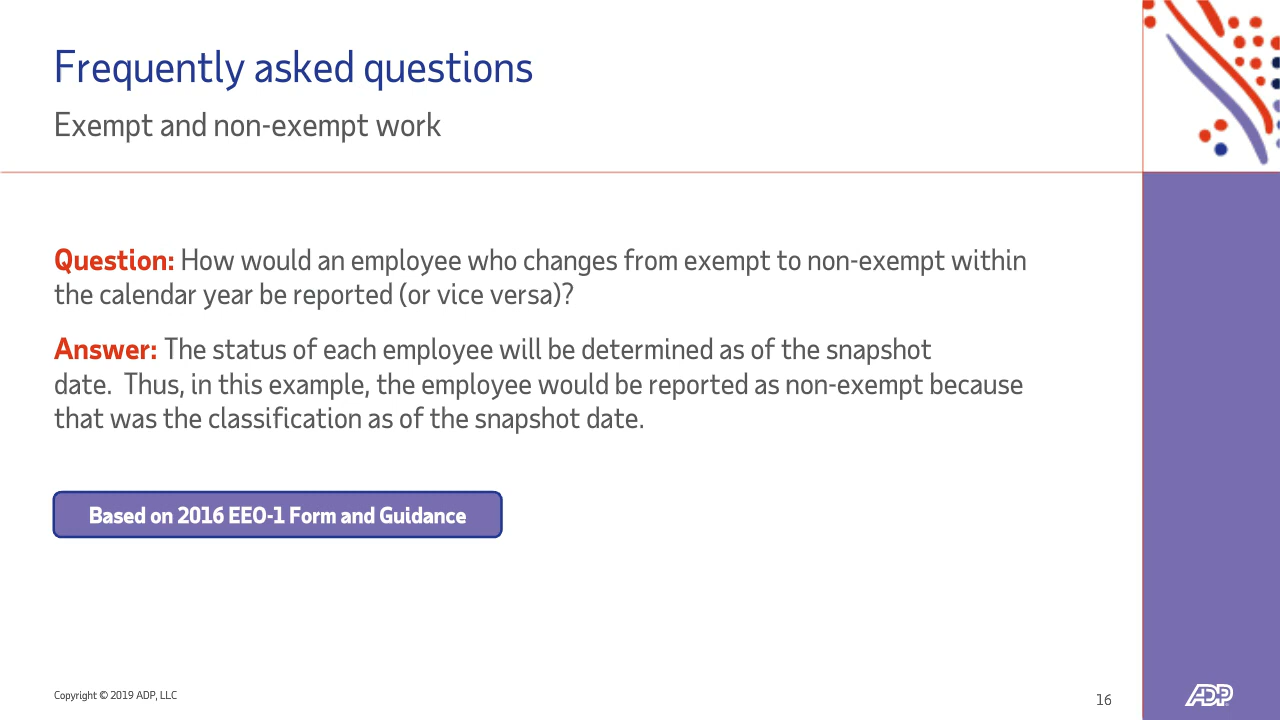 Frequently asked questions
Exempt and non-exempt work
Question: How would an employee who changes from exempt to non-exempt within
the calendar year be reported (or vice versa)?
Answer: The status of each employee will be determined as of the snapshot
date.  Thus, in this example, the employee would be reported as non-exempt because
that was the classification as of the snapshot date.
Based on 2016 EEO-1 Form and Guidance
Copyright © 2019 ADP, LLC
16
ADP